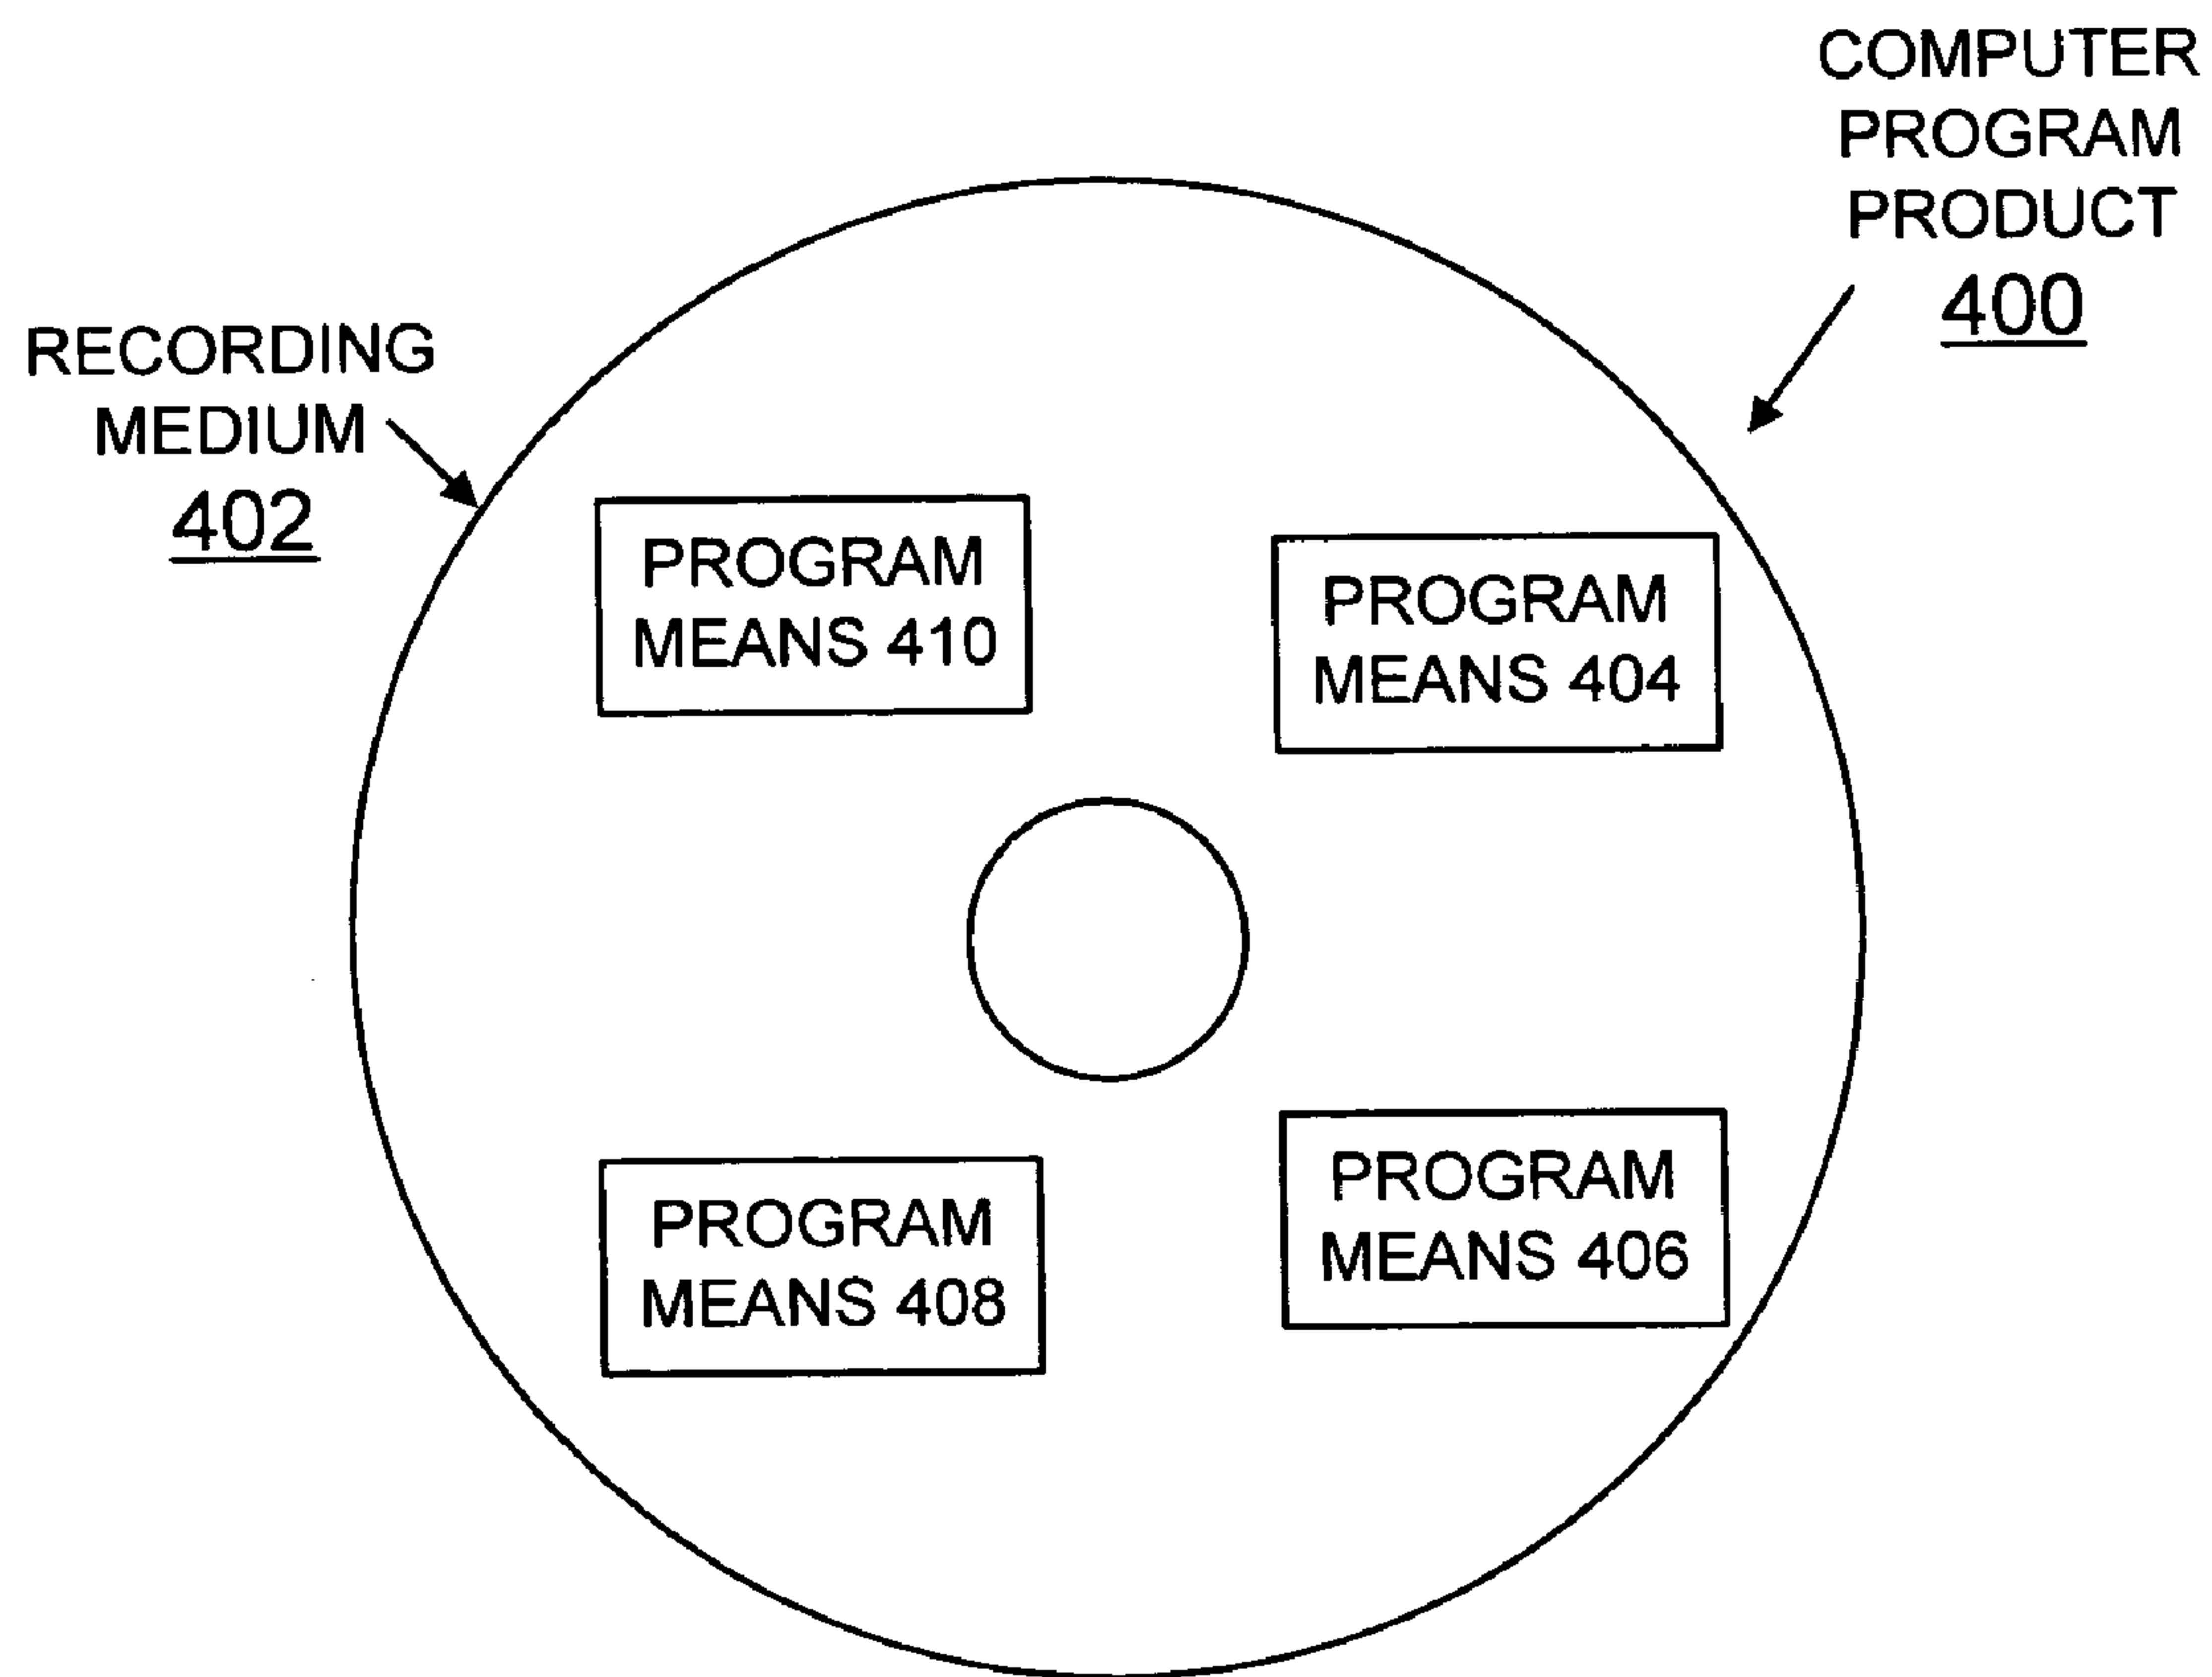 COMPUTER
PROGRAM
PRODUCT
400
RECORDING
MEDIUM
402
PROGRAM
MEANS 410
PROGRAM
MEANS 404
PROGRAM
MEANS 408
PROGRAM
MEANS 406